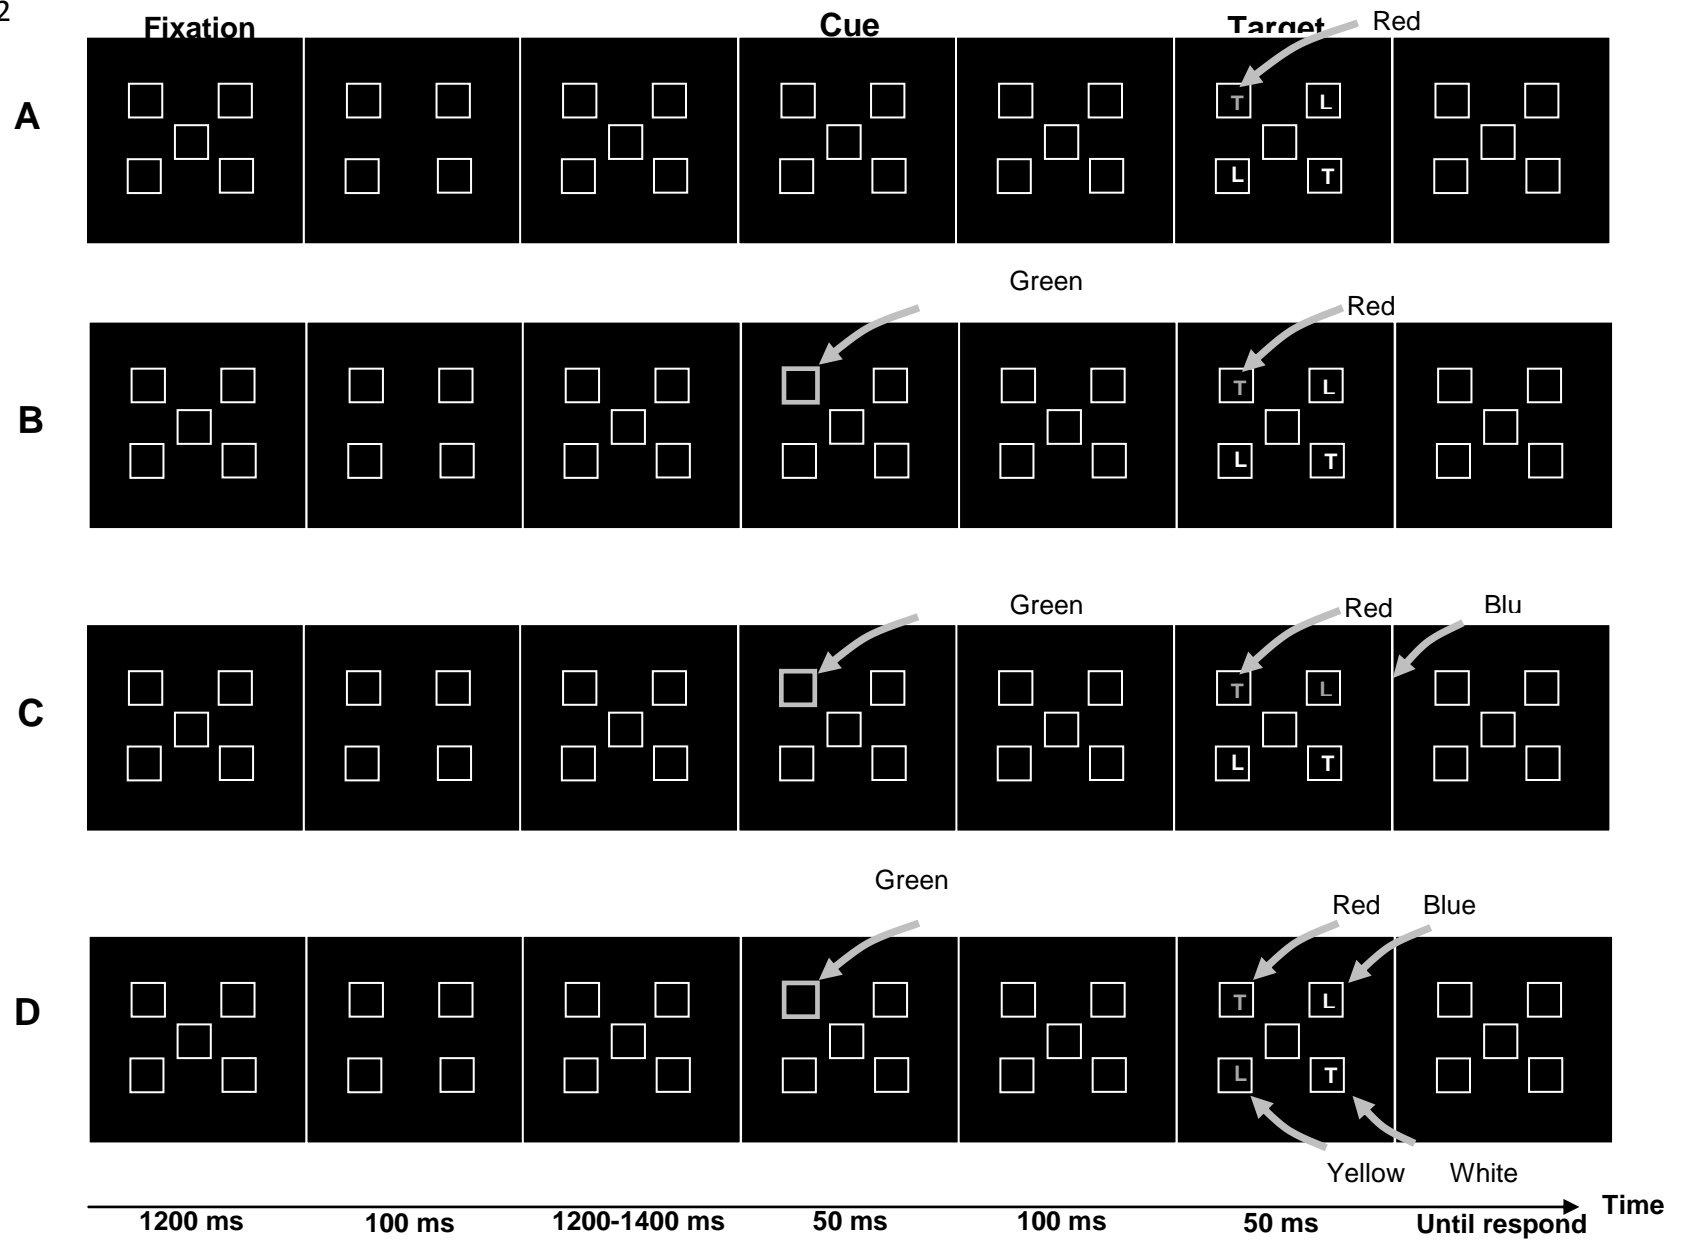 2
Fixation Cue Target Red
A
T L
L T
Green
Red
B
T L
L T
Green Red Blu
C
T L
L T
Green
Red Blue
D
T L
L T
Yellow White
Time
1200 ms 100 ms 1200-1400 ms 50 ms 100 ms 50 ms Until respond